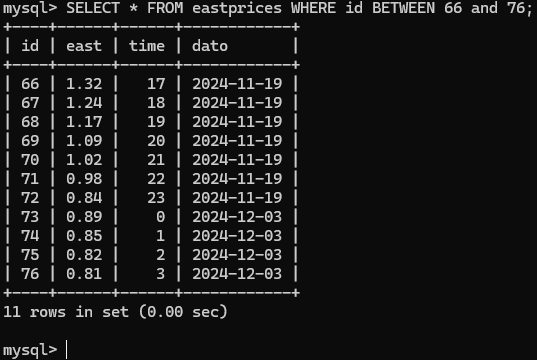 mysql> SELECT * FROM eastprices WHERE id BETWEEN 66 and 76;
+----+------+------+------------+
| id | east | time | dato       |
+----+------+------+------------+
| 66 | 1.32 |   17 | 2024-11-19 |
| 67 | 1.24 |   18 | 2024-11-19 |
| 68 | 1.17 |   19 | 2024-11-19 |
| 69 | 1.09 |   20 | 2024-11-19 |
| 70 | 1.02 |   21 | 2024-11-19 |
| 71 | 0.98 |   22 | 2024-11-19 |
| 72 | 0.84 |   23 | 2024-11-19 |
| 73 | 0.89 |    0 | 2024-12-03 |
| 74 | 0.85 |    1 | 2024-12-03 |
| 75 | 0.82 |    2 | 2024-12-03 |
| 76 | 0.81 |    3 | 2024-12-03 |
+----+------+------+------------+
11 rows in set (0.00 sec)
mysql>